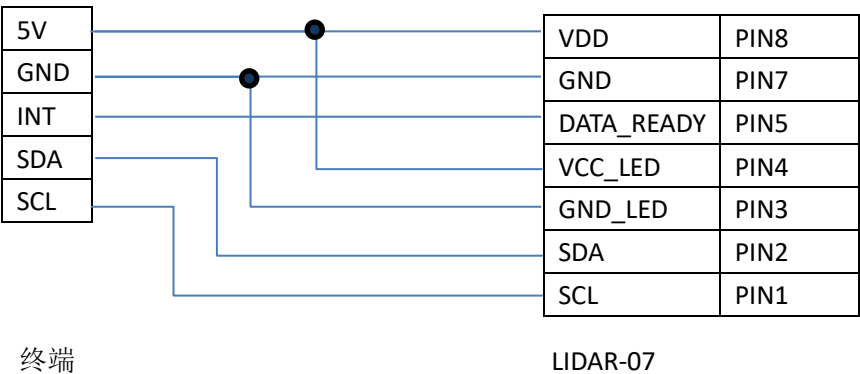 5V
GND
INT
SDA
SCL
VDD PIN8
GND PIN7
DATA_READY PIN5
VCC_LED PIN4
GND_LED PIN3
SDA PIN2
SCL PIN1
终端
LIDAR-07